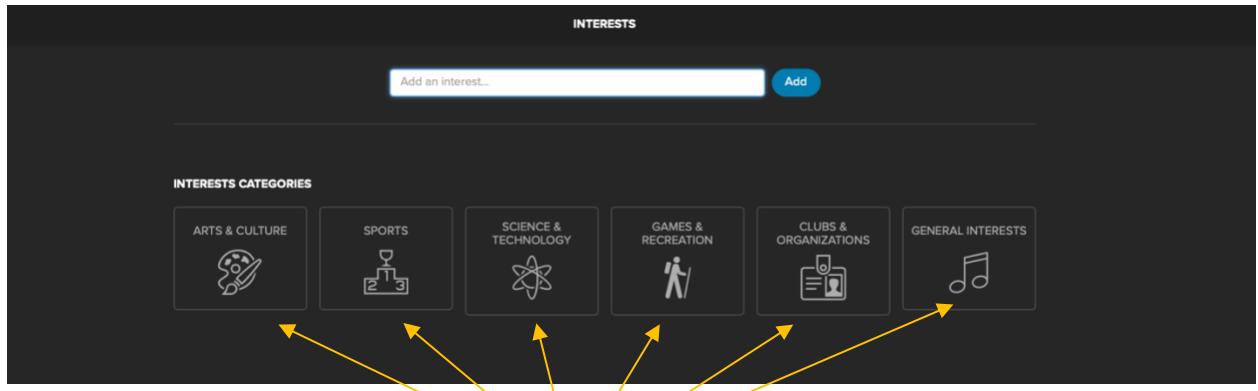 INTERESTS
Add an interest...
Add
INTERESTS CATEGORIES
ARTS & CULTURE
SPORTS
2 1 3
SCIENCE &
TECHNOLOGY
GAMES &
RECREATION
CLUBS &
ORGANIZATIONS
GENERAL INTERESTS